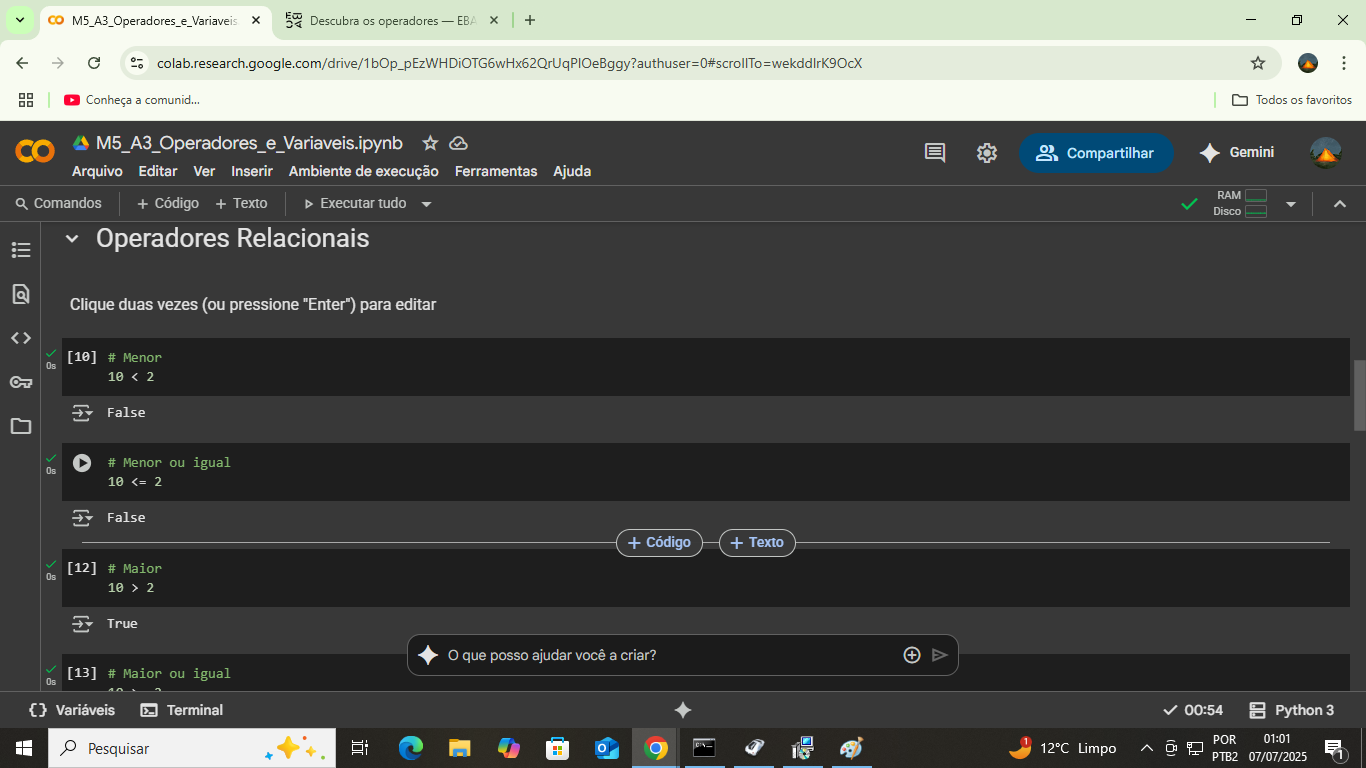 M5_A3_Operadores_e_Variaveis
Descubra os operadores — EBA
colab.research.google.com/drive/1bOp_pEzWHDiOTG6wHx62QrUqPIOeBggy?authuser=0#scrollTo=wekddIrK9OcX
Conheça a comunid...
Todos os favoritos
M5_A3_Operadores_e_Variaveis.ipynb
Compartilhar
Gemini
Arquivo Editar Ver Inserir Ambiente de execução Ferramentas Ajuda
Comandos + Código + Texto Executar tudo
RAM
Disco
Operadores Relacionais
Clique duas vezes (ou pressione "Enter") para editar
[10] # Menor
0s
10 < 2
False
# Menor ou igual
0s
10 <= 2
False
+ Código + Texto
[12] # Maior
0s
10 > 2
True
O que posso ajudar você a criar?
[13] # Maior ou igual
0s
Variáveis Terminal
00:54 Python 3
Pesquisar
12°C Limpo
POR
PTB2
01:01
07/07/2025
1
1